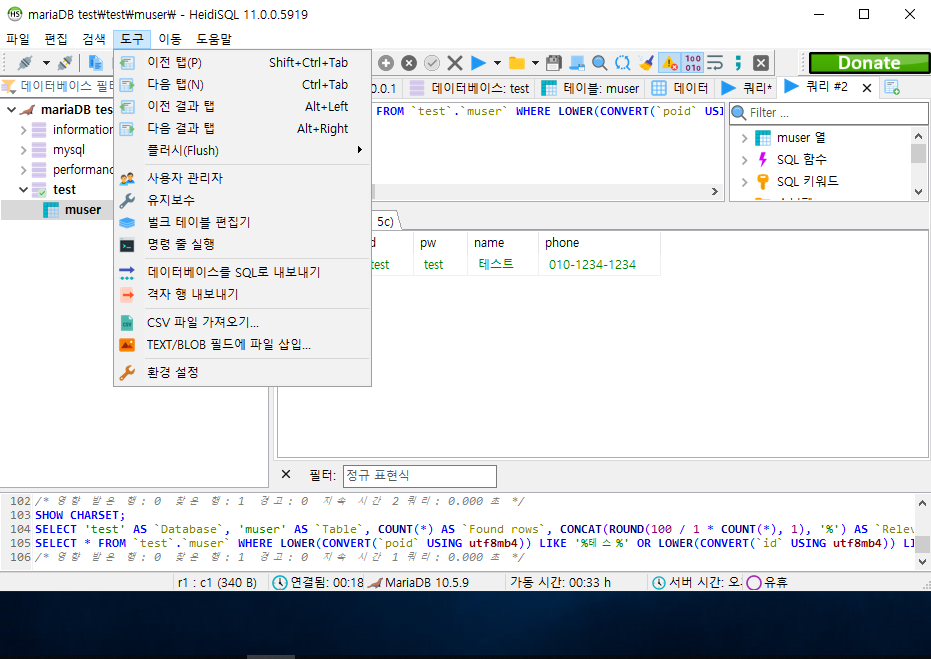 mariaDB test₩test₩muser₩ - HeidiSQL 11.0.0.5919
파일 편집 검색 도구 이동 도움말
Donate
데이터베이스 필 0.0.1 데이터베이스: test 테이블: muser 데이터 쿼리* 쿼리 #2
이전 탭(P) Shift+Ctrl+Tab
다음 탭(N) Ctrl+Tab
이전 결과 탭 Alt+Left
다음 결과 탭 Alt+Right
플러시(Flush)
사용자 관리자
유지보수
벌크 테이블 편집기
명령 줄 실행
데이터베이스를 SQL로 내보내기
격자 행 내보내기
CSV 파일 가져오기...
TEXT/BLOB 필드에 파일 삽입...
환경 설정
mariaDB tes
information
mysql
performanc
test
muser
FROM `test`.`muser` WHERE LOWER(CONVERT(`poid` USI
Filter ...
muser 열
SQL 함수
SQL 키워드
5c)
d pw name phone
test test 테스트 010-1234-1234
필터: 정규 표현식
102 /* 영향 받은 행: 0 찾은 행: 1 경고: 0 지속 시간 2 쿼리: 0.000 초 */
103 SHOW CHARSET;
104 SELECT 'test' AS `Database`, 'muser' AS `Table`, COUNT(*) AS `Found rows`, CONCAT(ROUND(100 / 1 * COUNT(*), 1), '%') AS `Relev
105 SELECT * FROM `test`.`muser` WHERE LOWER(CONVERT(`poid` USING utf8mb4)) LIKE '%테스%' OR LOWER(CONVERT(`id` USING utf8mb4)) LI
106 /* 영향 받은 행: 0 찾은 행: 1 경고: 0 지속 시간 1 쿼리: 0.000 초 */
r1 : c1 (340 B) 연결됨: 00:18 MariaDB 10.5.9 가동 시간: 00:33 h 서버 시간: 오. 유휴